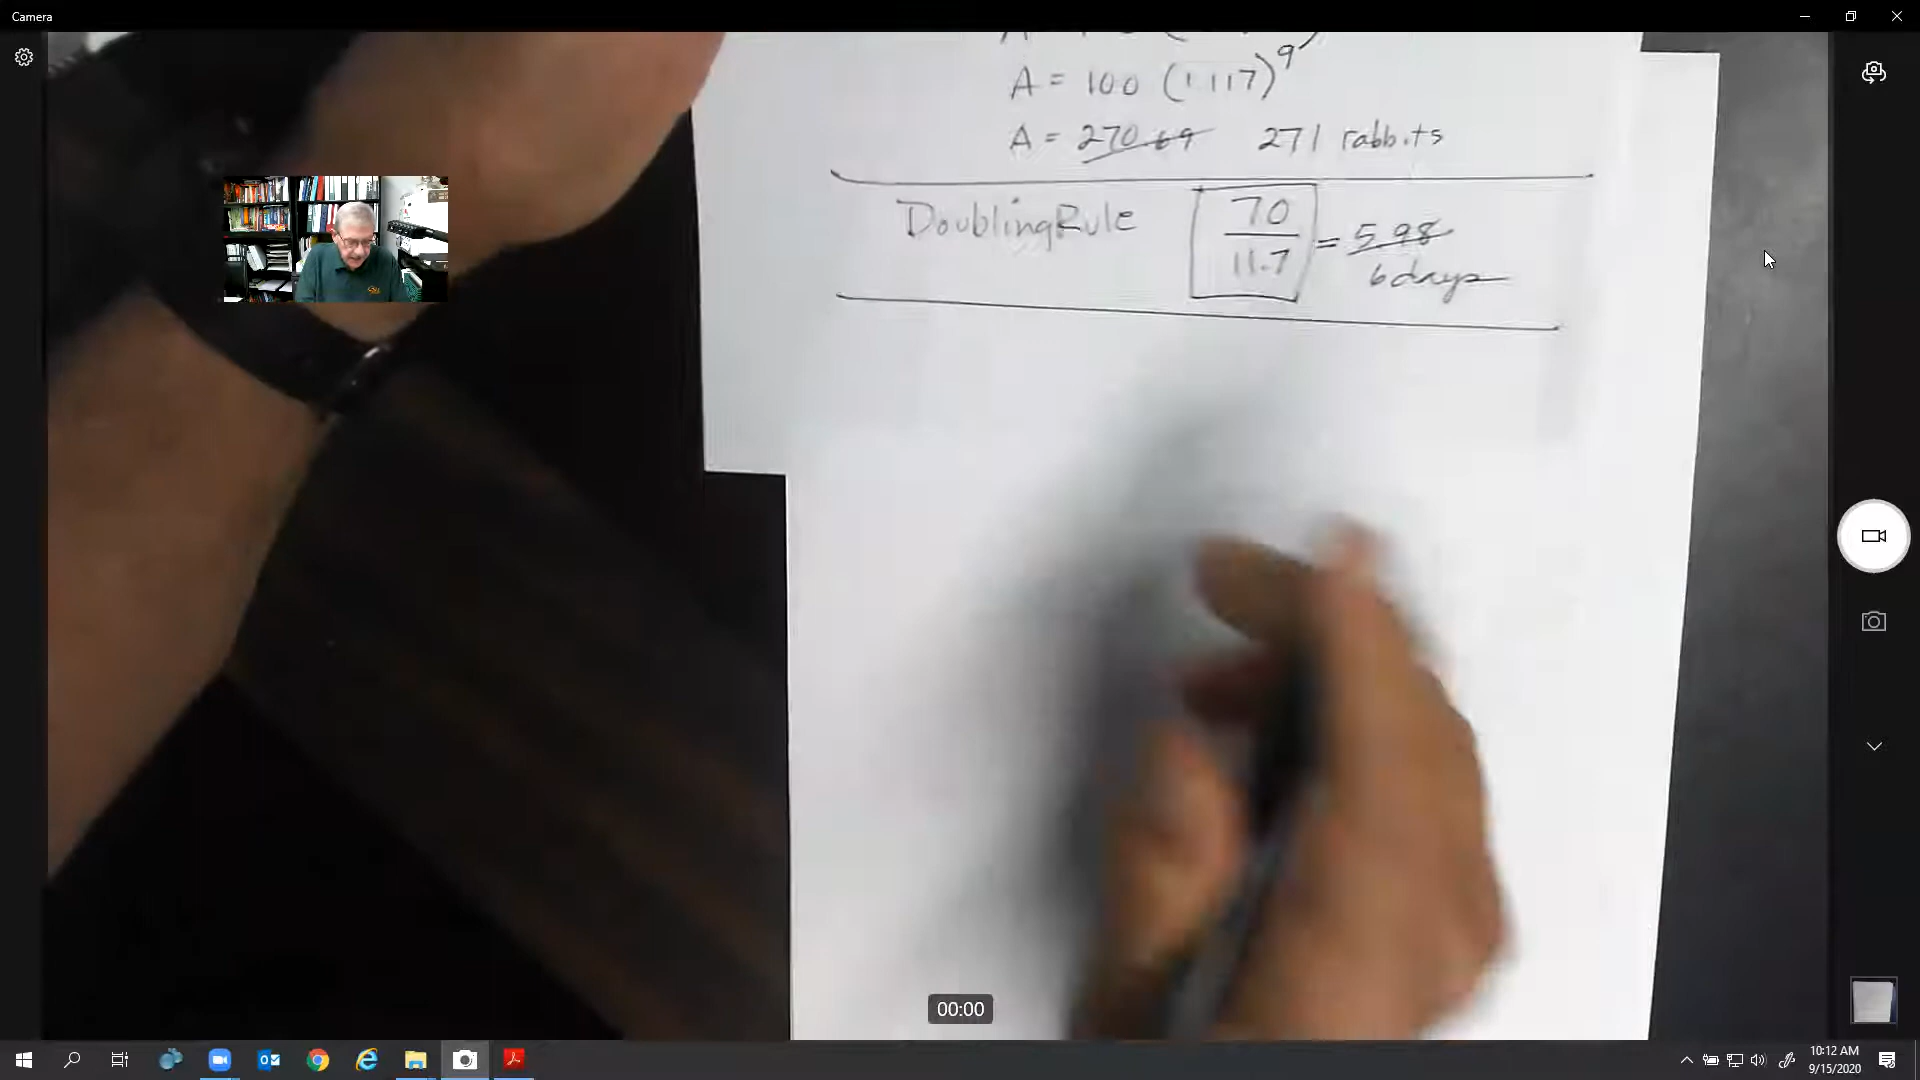 Camera
A = 100 (1.117)^9
A = 270.69 271 rabbits
Doubling Rule 70
11.7 = 5.98
6 days
00:00
10:12 AM
9/15/2020